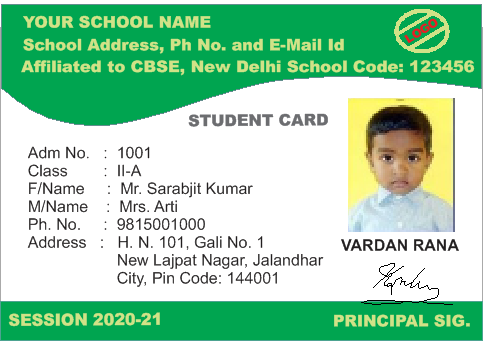 YOUR SCHOOL NAME
School Address, Ph No. and E-Mail Id
Affiliated to CBSE, New Delhi School Code: 123456
LOGO
STUDENT CARD
Adm No. : 1001
Class : II-A
F/Name : Mr. Sarabjit Kumar
M/Name : Mrs. Arti
Ph. No. : 9815001000
Address : H. N. 101, Gali No. 1
New Lajpat Nagar, Jalandhar
City, Pin Code: 144001
VARDAN RANA
SESSION 2020-21
PRINCIPAL SIG.